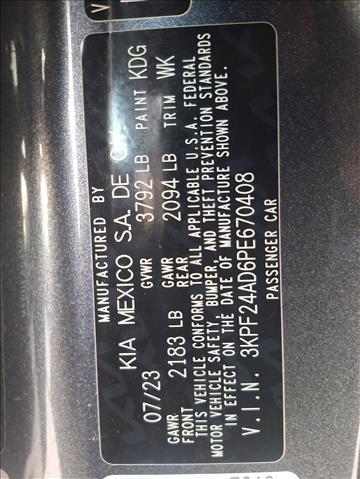 MANUFACTURED BY
KIA MEXICO S.A. DE C.V.
07/23 GVWR 3792 LB PAINT KDG
GAWR FRONT 2183 LB GAWR REAR 2094 LB TRIM WK
THIS VEHICLE CONFORMS TO ALL APPLICABLE U.S.A. FEDERAL
MOTOR VEHICLE SAFETY, BUMPER, AND THEFT PREVENTION STANDARDS
IN EFFECT ON THE DATE OF MANUFACTURE SHOWN ABOVE.
V.I.N. 3KPF24AD6PE670408
PASSENGER CAR